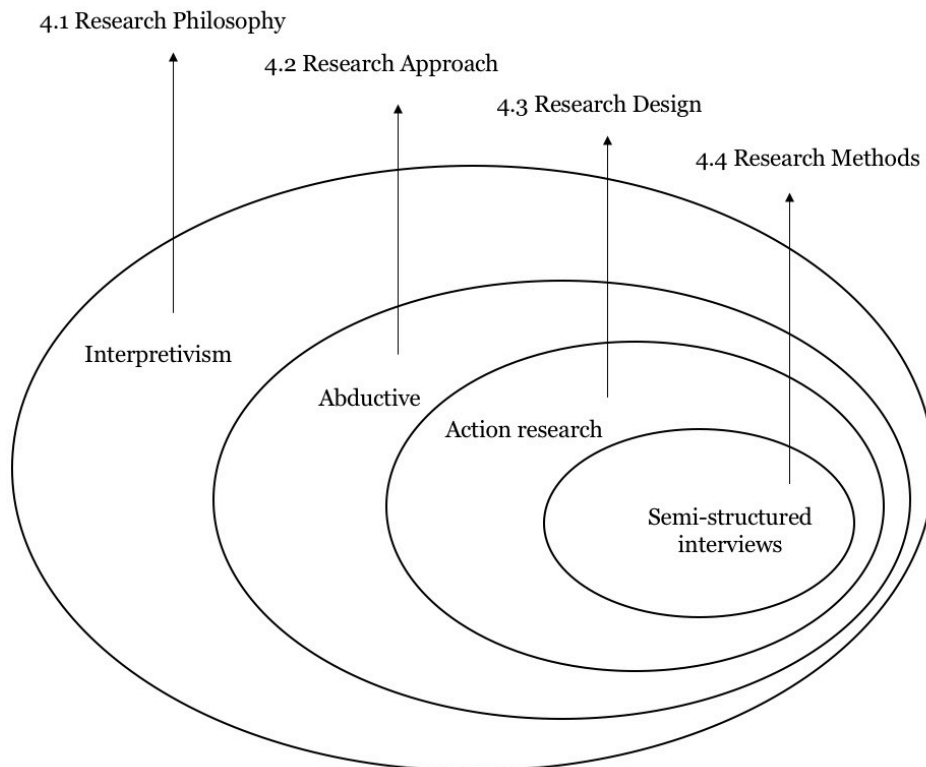 4.1 Research Philosophy
4.2 Research Approach
4.3 Research Design
4.4 Research Methods
Interpretivism
Abductive
Action research
Semi-structured
interviews